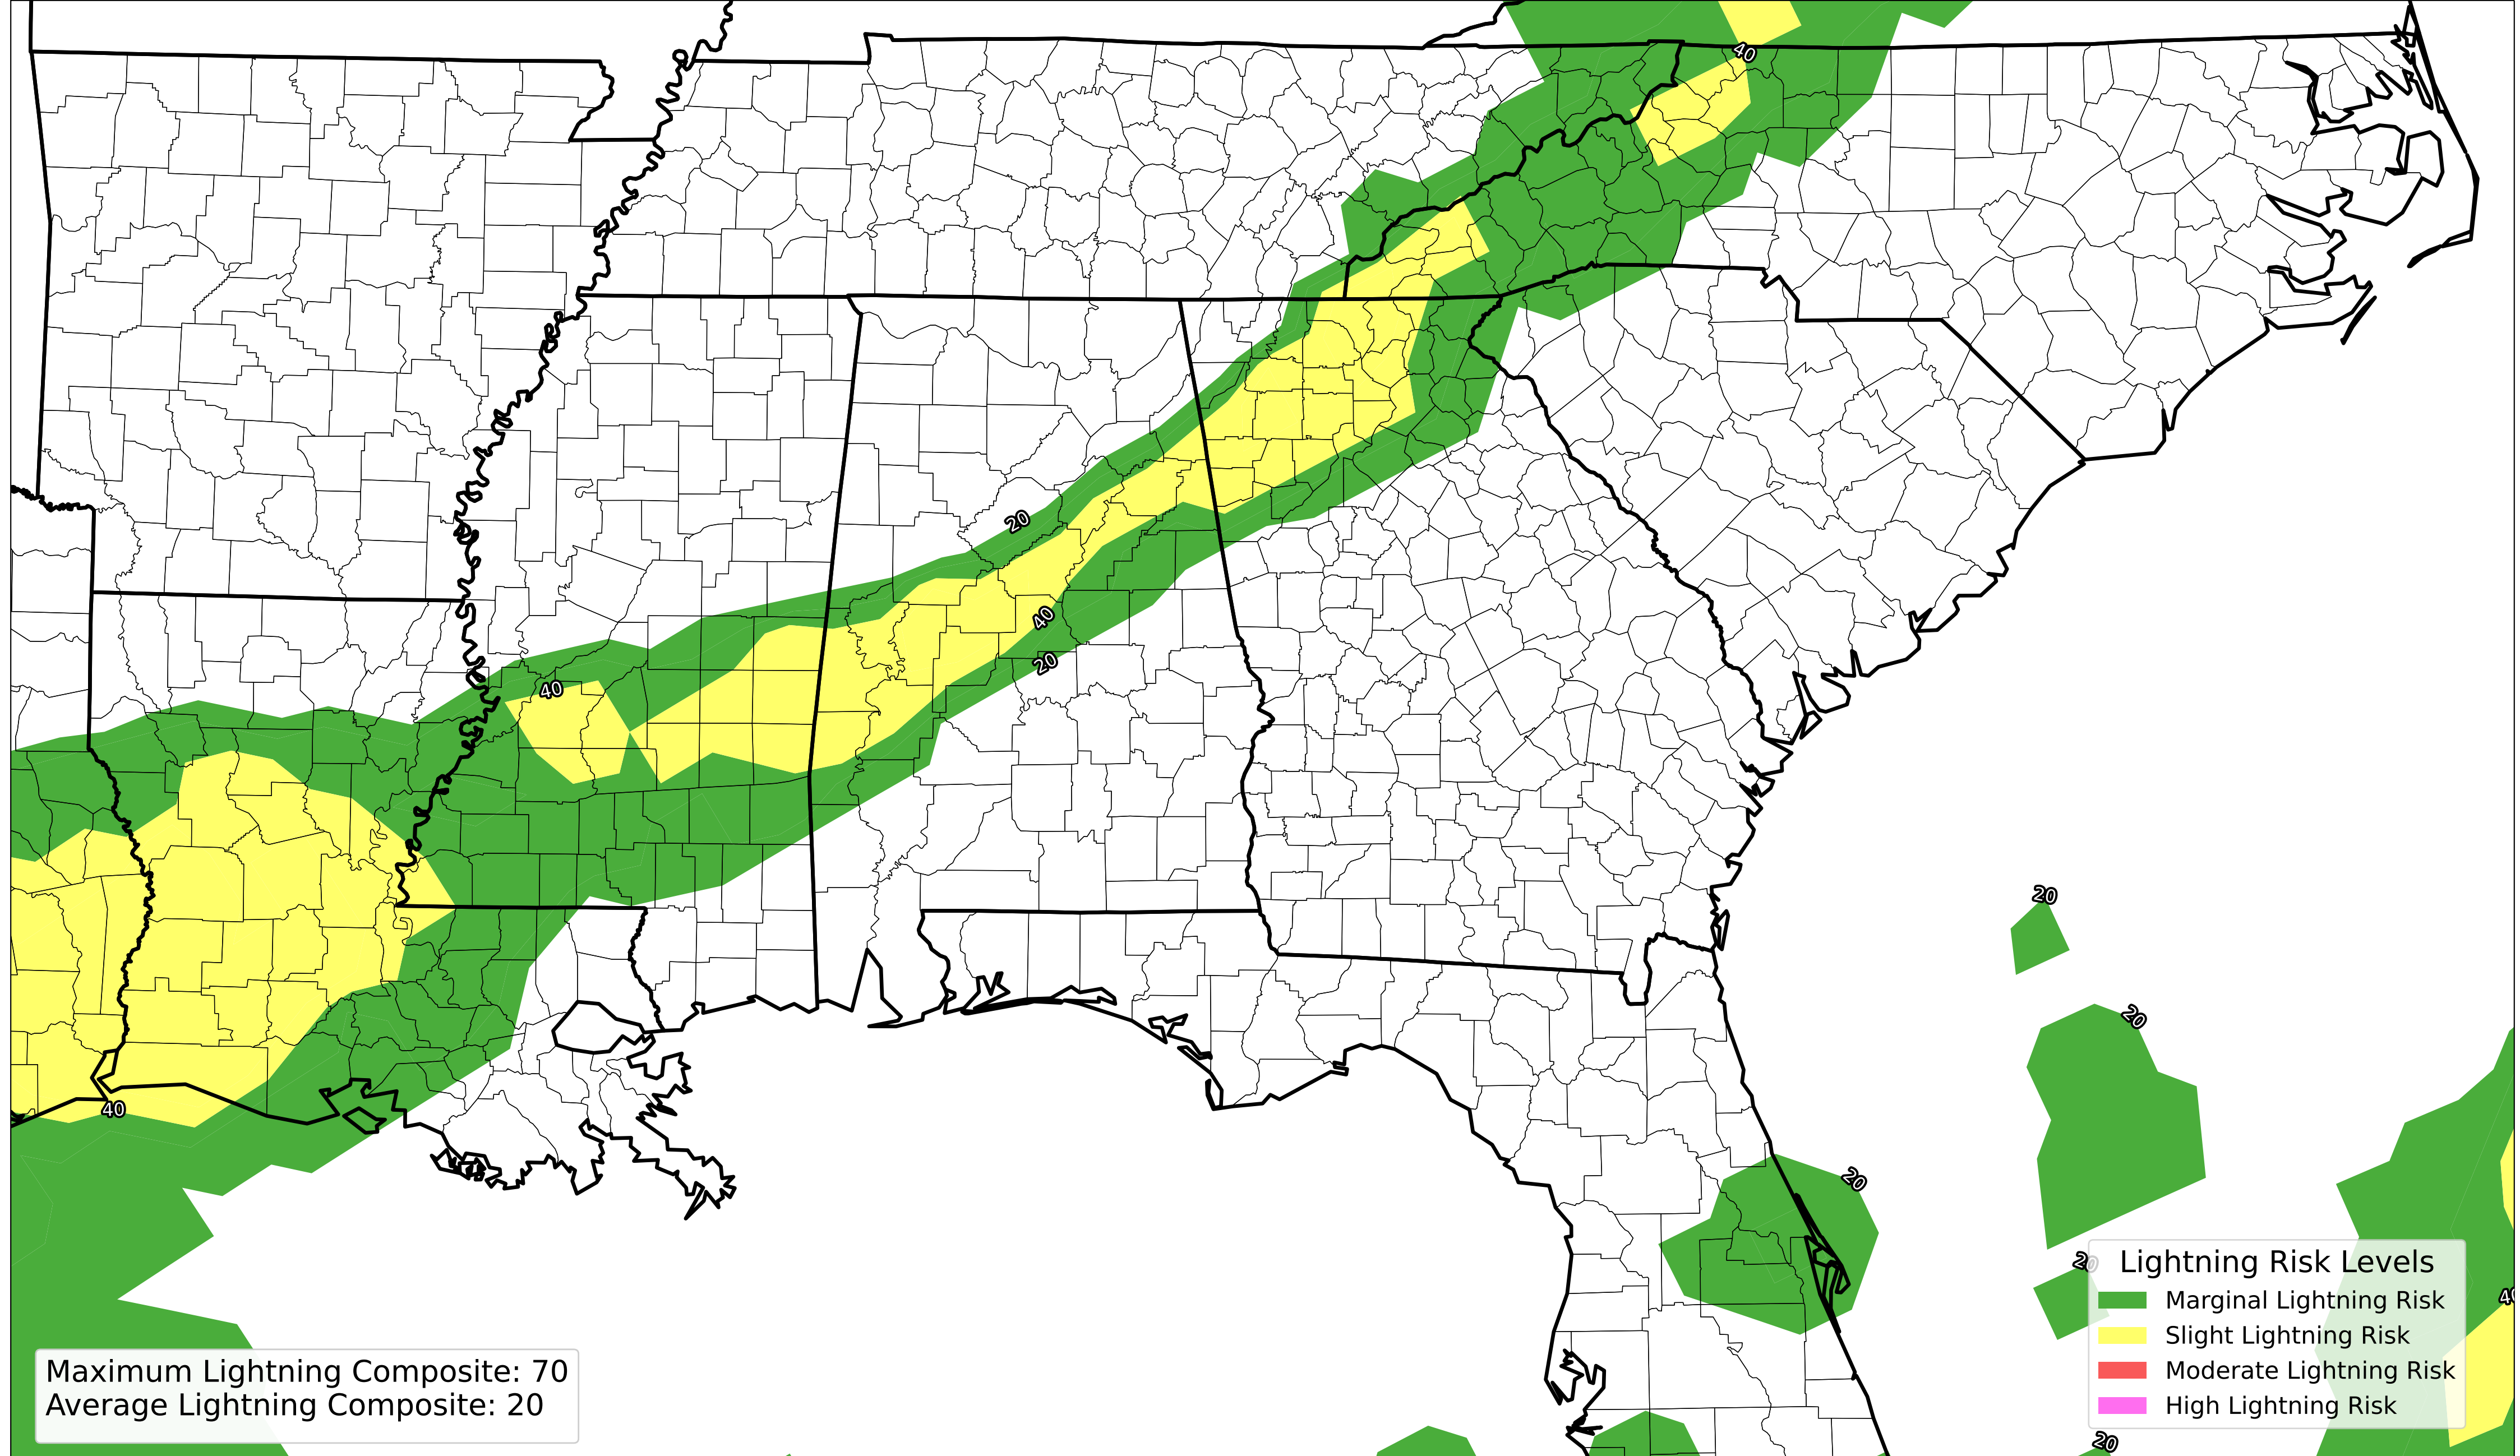 40
20
40
20
40
20
20
20
20
40
40
20
Maximum Lightning Composite: 70
Average Lightning Composite: 20
Lightning Risk Levels
Marginal Lightning Risk
Slight Lightning Risk
Moderate Lightning Risk
High Lightning Risk